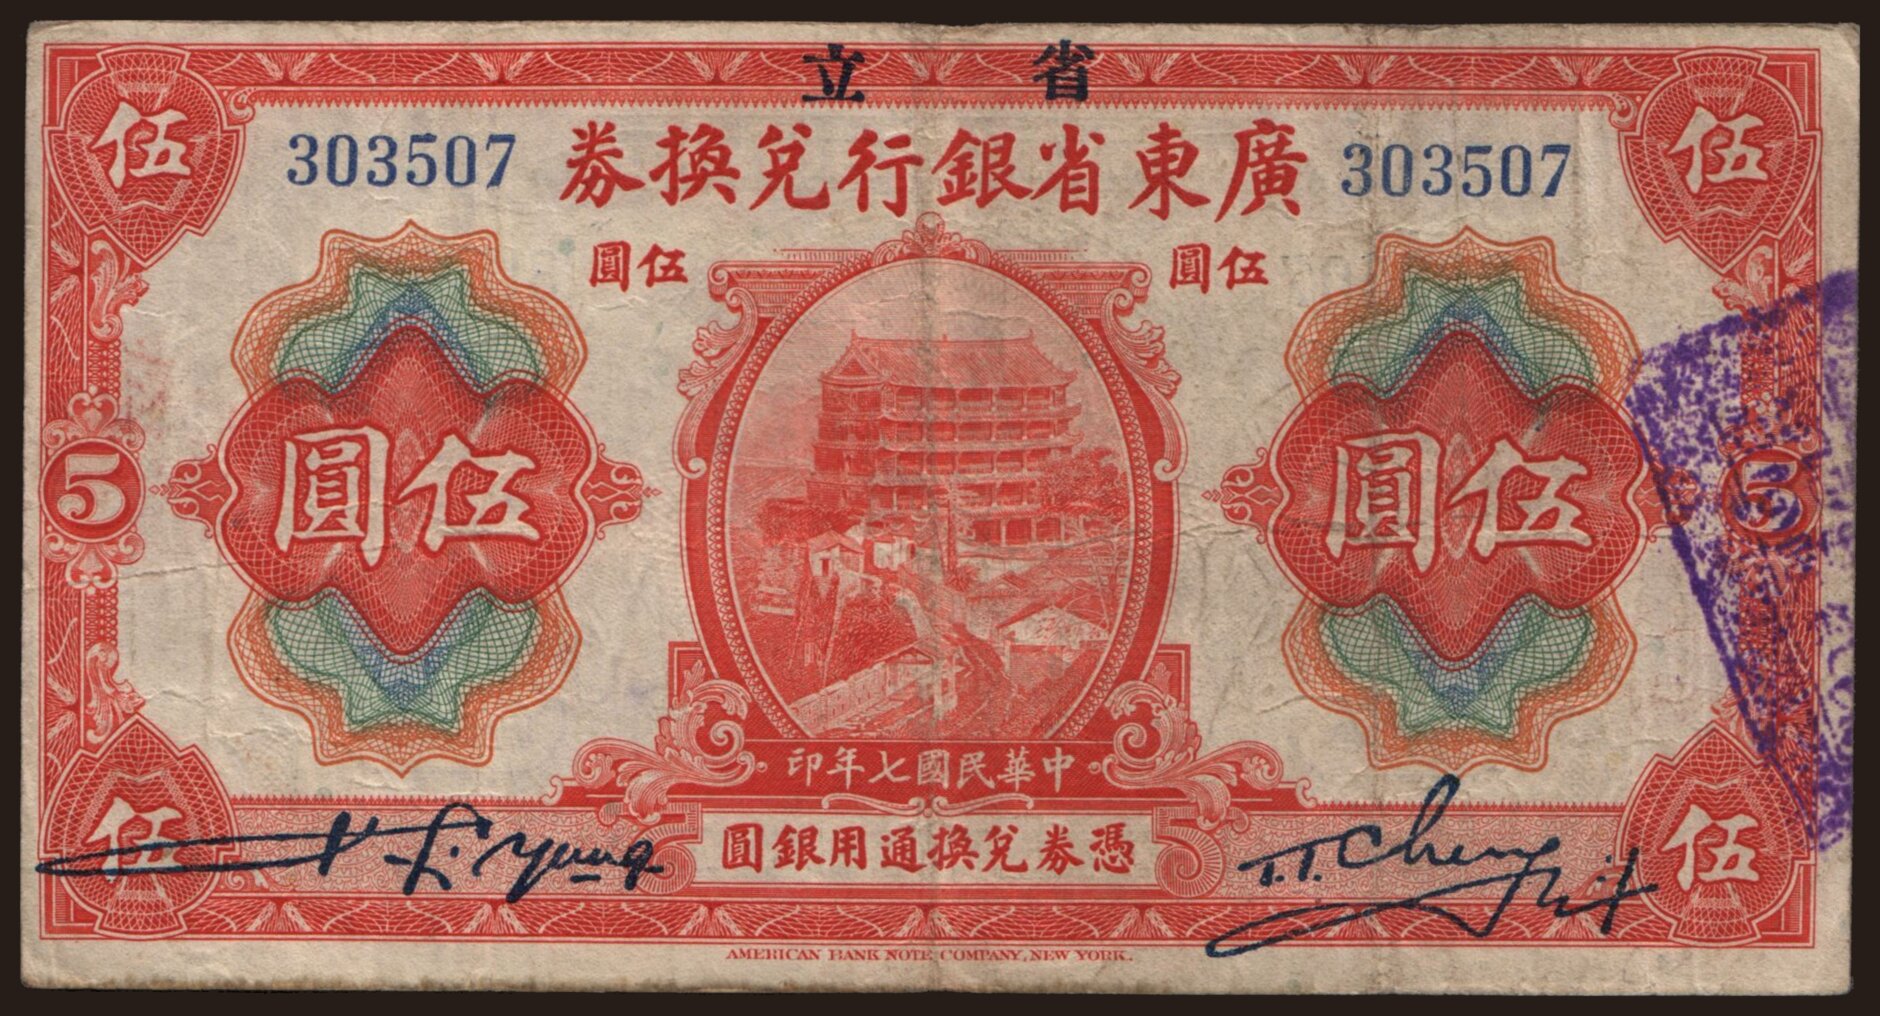 省立
伍
伍
303507
廣東省銀行兌換券
303507
伍圓
伍圓
伍圓
伍圓
5
5
中華民國七年印
憑券兌換通用銀圓
伍
伍
T.T. Cheng
AMERICAN BANK NOTE COMPANY, NEW YORK.